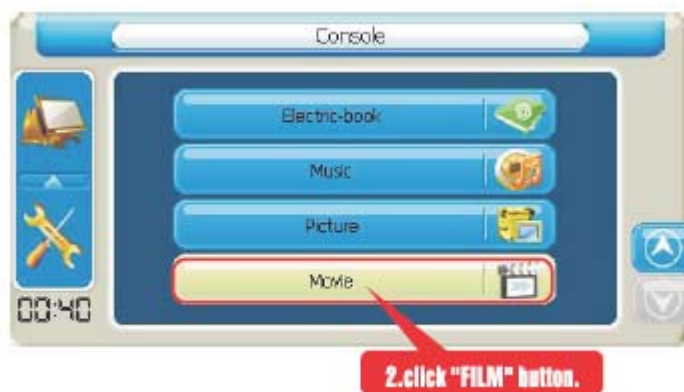 Console
Electric-book
Music
Picture
Movie
00:40
2.click "FILM" button.